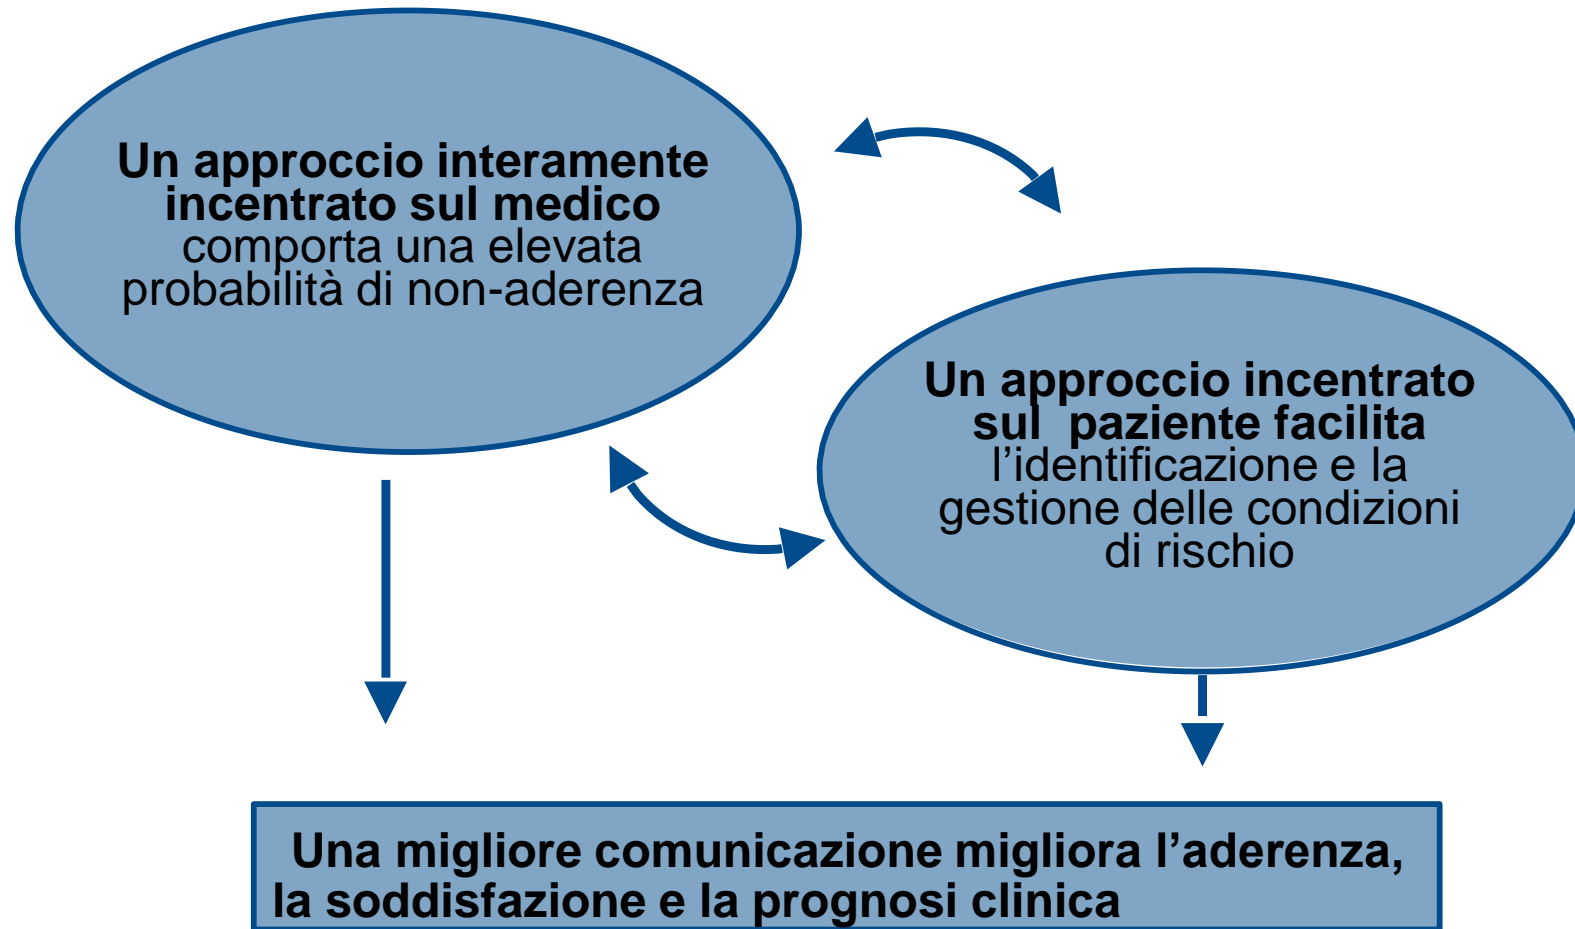 Un approccio interamente
incentrato sul medico
comporta una elevata
probabilità di non-aderenza
Un approccio incentrato
sul  paziente facilita
l’identificazione e la
gestione delle condizioni
di rischio
Una migliore comunicazione migliora l’aderenza,
la soddisfazione e la prognosi clinica